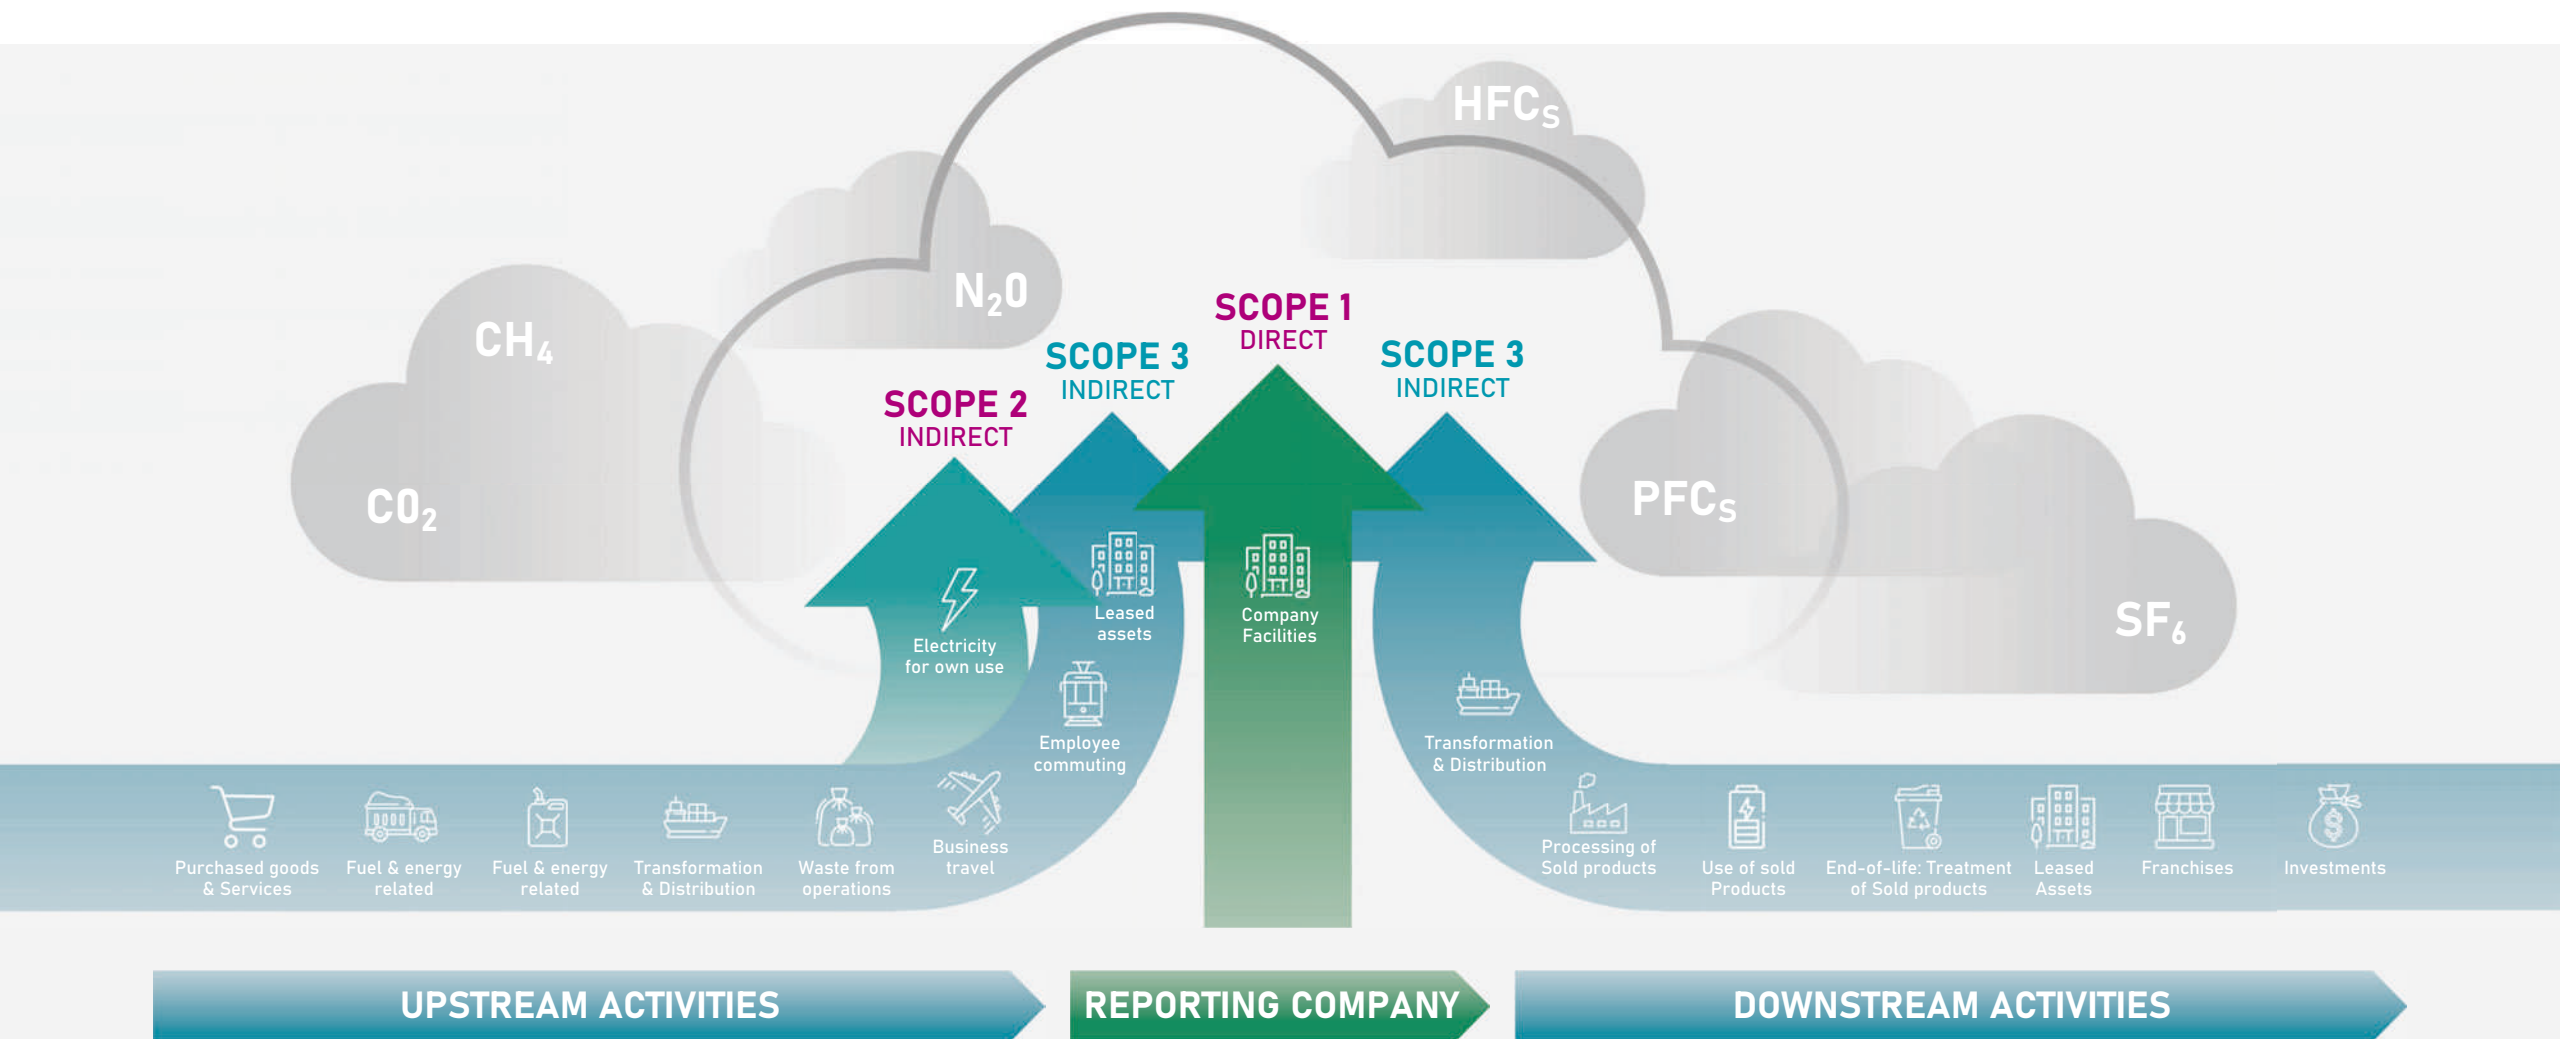 HFCs
N₂O
CH₄
CO₂
PFCs
SF₆
SCOPE 2
INDIRECT
SCOPE 3
INDIRECT
SCOPE 1
DIRECT
SCOPE 3
INDIRECT
Electricity
for own use
Leased
assets
Employee
commuting
Business
travel
Company
Facilities
Transformation
& Distribution
Purchased goods
& Services
Fuel & energy
related
Fuel & energy
related
Transformation
& Distribution
Waste from
operations
Processing of
Sold products
Use of sold
Products
End-of-life: Treatment
of Sold products
Leased
Assets
Franchises
Investments
UPSTREAM ACTIVITIES
REPORTING COMPANY
DOWNSTREAM ACTIVITIES